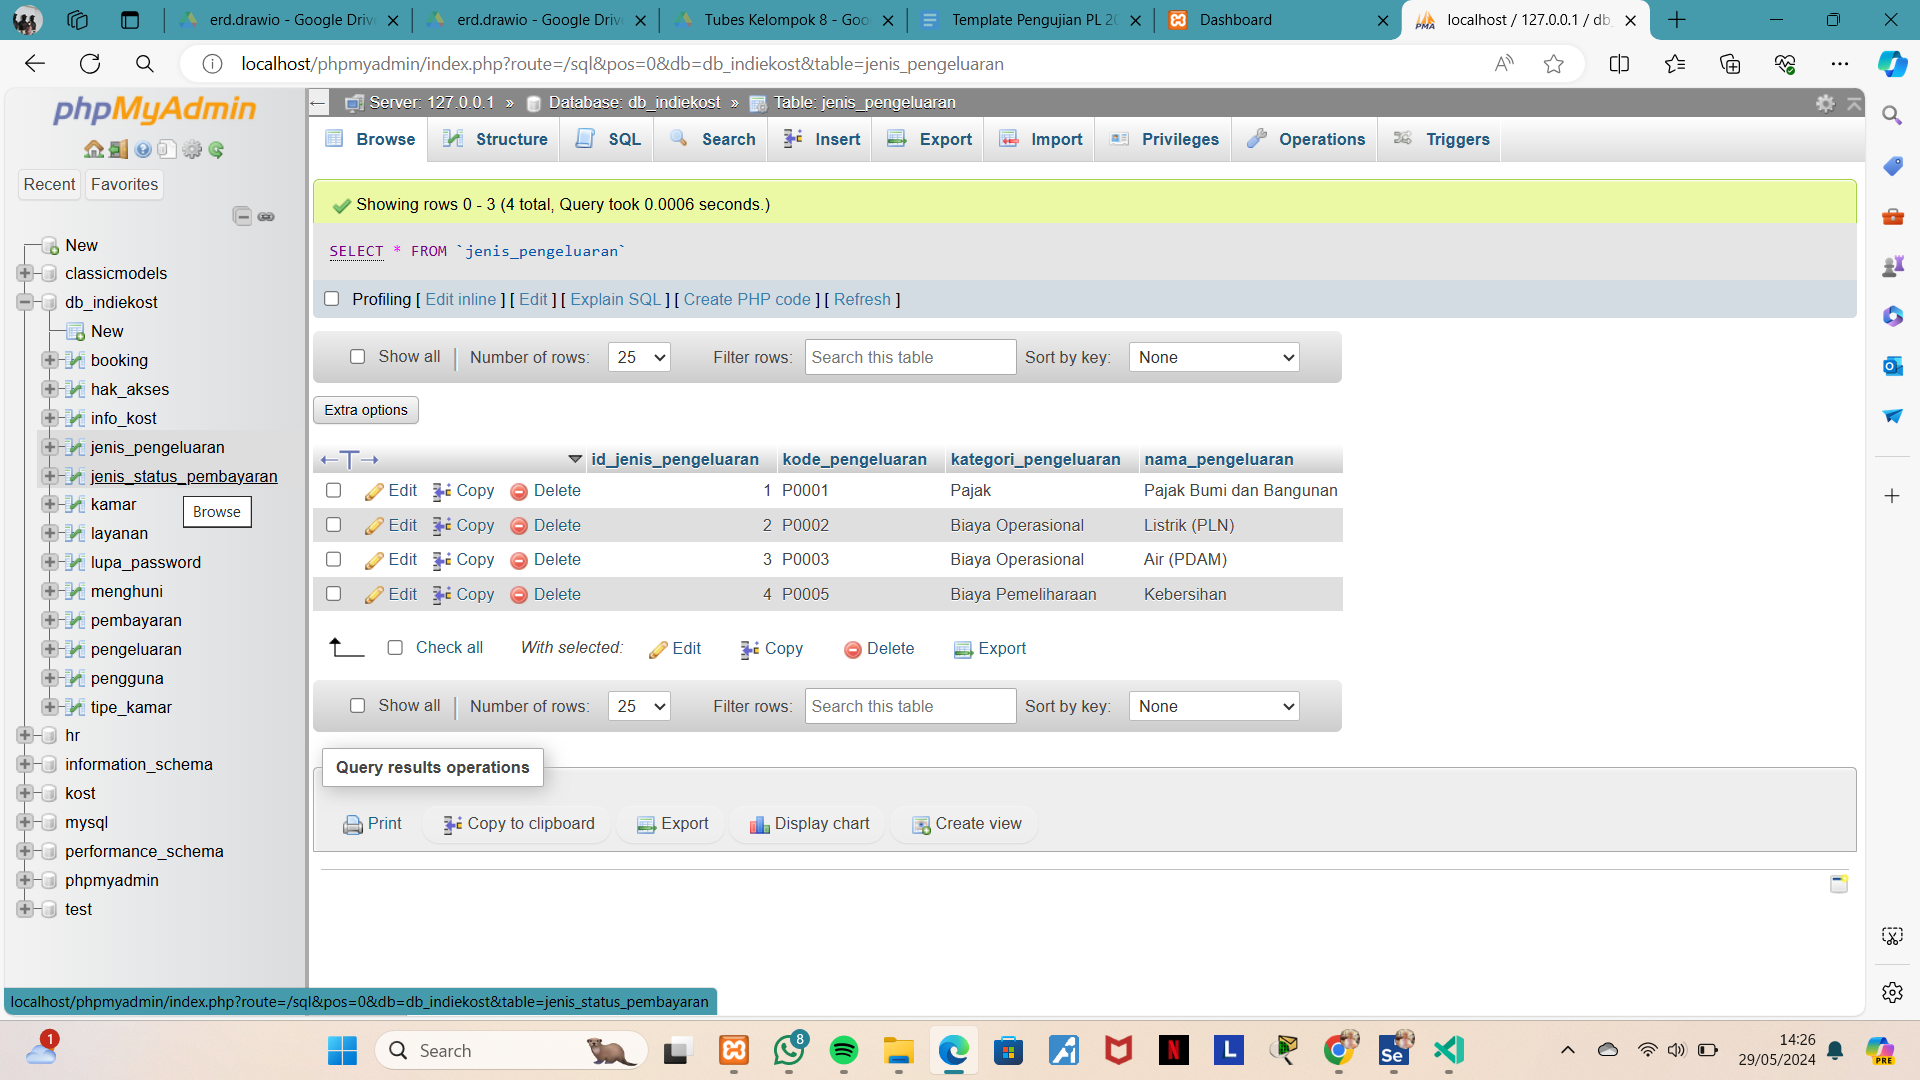 erd.drawio - Google Driv
erd.drawio - Google Driv
Tubes Kelompok 8 - Goo
Template Pengujian PL 20
Dashboard
localhost / 127.0.0.1 / db_
localhost/phpmyadmin/index.php?route=/sql&pos=0&db=db_indiekost&table=jenis_pengeluaran
phpMyAdmin
Recent
Favorites
New
classicmodels
db_indiekost
New
booking
hak_akses
info_kost
jenis_pengeluaran
jenis_status_pembayaran
kamar
Browse
layanan
lupa_password
menghuni
pembayaran
pengeluaran
pengguna
tipe_kamar
hr
information_schema
kost
mysql
performance_schema
phpmyadmin
test
Server: 127.0.0.1 » Database: db_indiekost » Table: jenis_pengeluaran
Browse Structure SQL Search Insert Export Import Privileges Operations Triggers
Showing rows 0 - 3 (4 total, Query took 0.0006 seconds.)
SELECT * FROM `jenis_pengeluaran`
Profiling [ Edit inline ] [ Edit ] [ Explain SQL ] [ Create PHP code ] [ Refresh ]
Show all | Number of rows: 25 Filter rows: Search this table Sort by key: None
Extra options
←T→ id_jenis_pengeluaran kode_pengeluaran kategori_pengeluaran nama_pengeluaran
Edit Copy Delete 1 P0001 Pajak Pajak Bumi dan Bangunan
Edit Copy Delete 2 P0002 Biaya Operasional Listrik (PLN)
Edit Copy Delete 3 P0003 Biaya Operasional Air (PDAM)
Edit Copy Delete 4 P0005 Biaya Pemeliharaan Kebersihan
Check all With selected: Edit Copy Delete Export
Show all | Number of rows: 25 Filter rows: Search this table Sort by key: None
Query results operations
Print Copy to clipboard Export Display chart Create view
localhost/phpmyadmin/index.php?route=/sql&pos=0&db=db_indiekost&table=jenis_status_pembayaran
1
Search
8
N
L
Se
14:26
29/05/2024
PRE